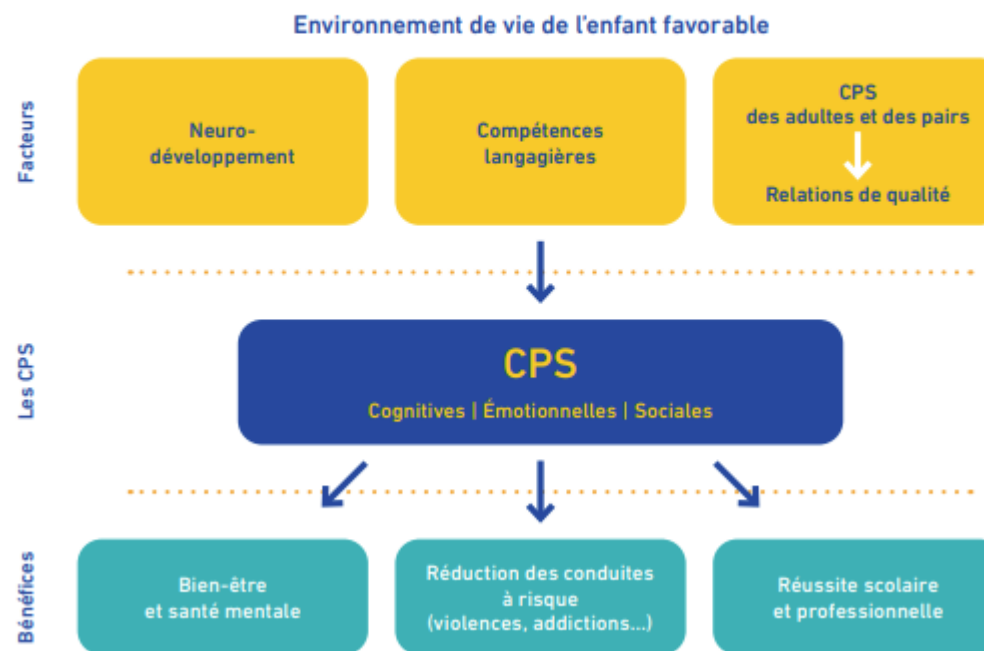 Environnement de vie de l'enfant favorable
Facteurs
Neuro-
développement
Compétences
langagières
CPS
des adultes et des pairs
Relations de qualité
Les CPS
CPS
Cognitives | Émotionnelles | Sociales
Bénéfices
Bien-être
et santé mentale
Réduction des conduites
à risque
(violences, addictions...)
Réussite scolaire
et professionnelle